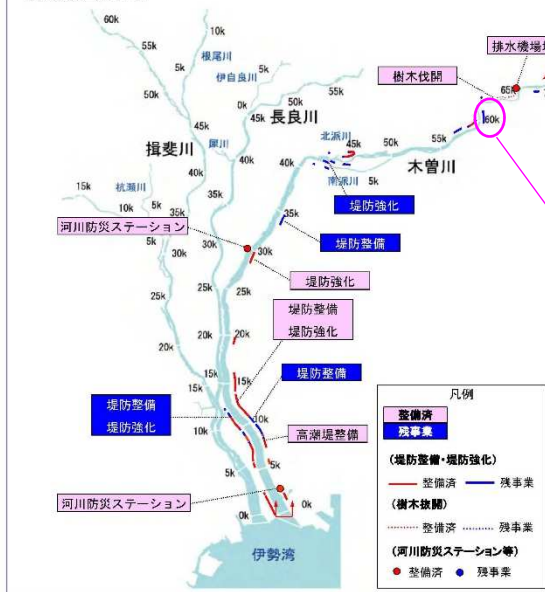 60k
10k
根尾川
55k
5k
5k
伊自良川
50k
0k
55k
50k
45k
長良川
45k
犀川
揖斐川
45k
40k
40k
杭瀬川
15k
35k
10k
5k
35k
30k
5k
30k
25k
25k
20k
20k
15k
15k
15k
10k
10k
5k
5k
0k
0k
伊勢湾
排水機場
樹木伐開
65k
60k
北派川
45k
50k
55k
木曽川
40k
南派川
5k
堤防強化
35k
堤防整備
河川防災ステーション
30k
堤防強化
堤防整備
堤防強化
20k
堤防整備
堤防整備
堤防強化
高潮堤整備
河川防災ステーション
凡例
整備済
残事業
(堤防整備・堤防強化)
整備済 残事業
(樹木抜開)
整備済 残事業
(河川防災ステーション等)
整備済 残事業